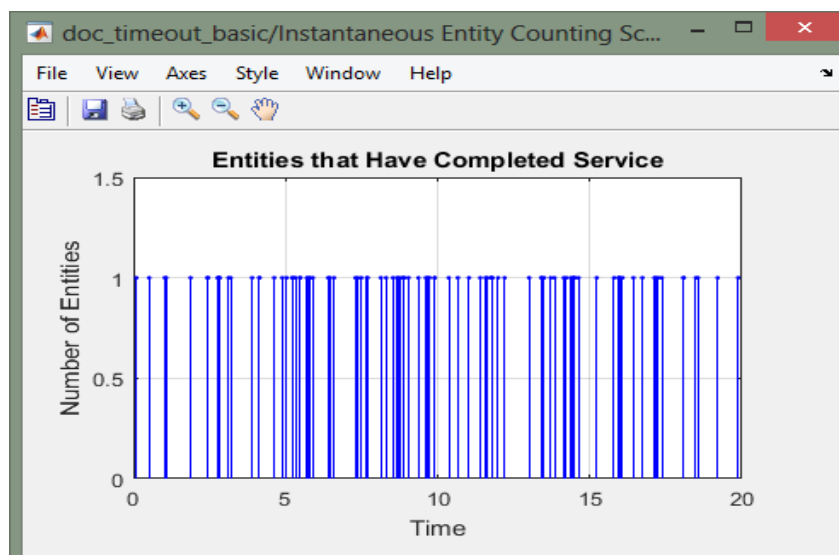 doc_timeout_basic/Instantaneous Entity Counting Sc...
File View Axes Style Window Help
Entities that Have Completed Service
1.5
1
0.5
0
Number of Entities
0 5 10 15 20
Time